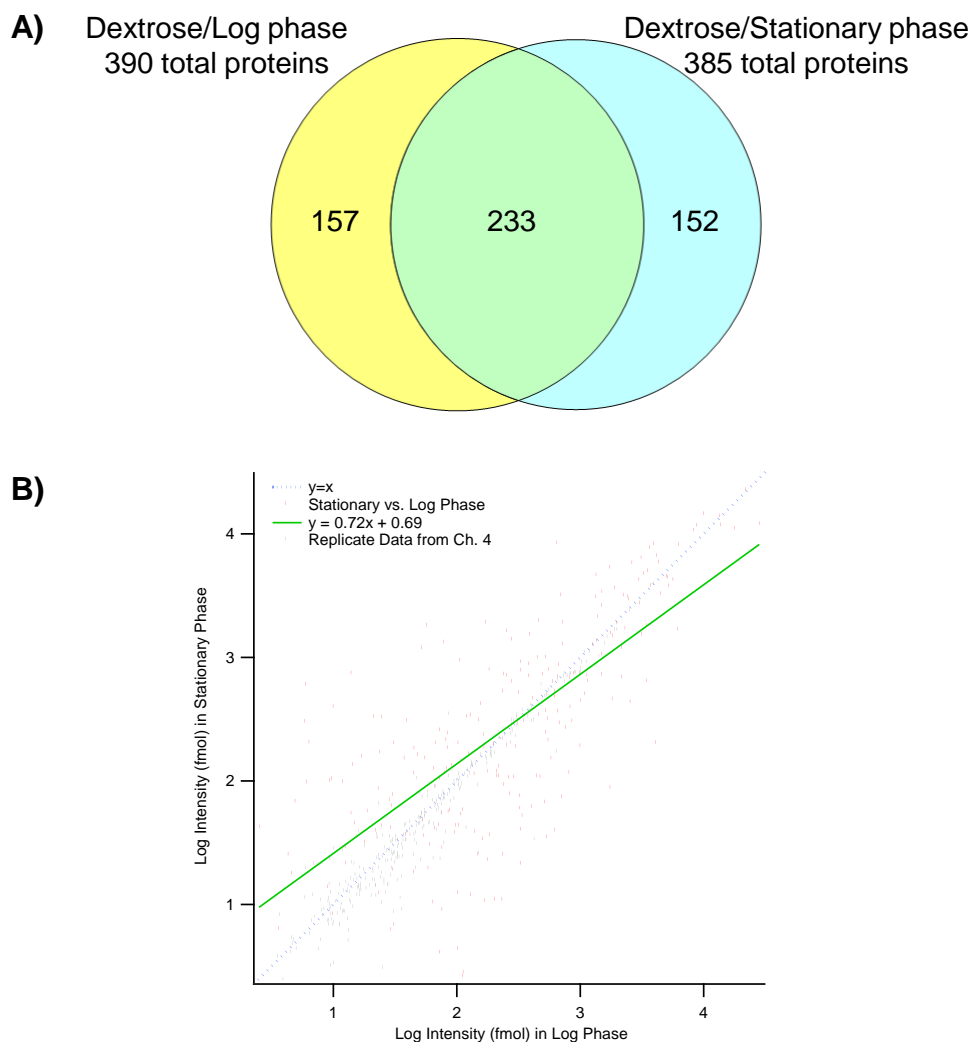 A)
Dextrose/Log phase
390 total proteins
Dextrose/Stationary phase
385 total proteins
157
233
152
B)
y=x
Stationary vs. Log Phase
y = 0.72x + 0.69
Replicate Data from Ch. 4
Log Intensity (fmol) in Stationary Phase
4
3
2
1
1 2 3 4
Log Intensity (fmol) in Log Phase